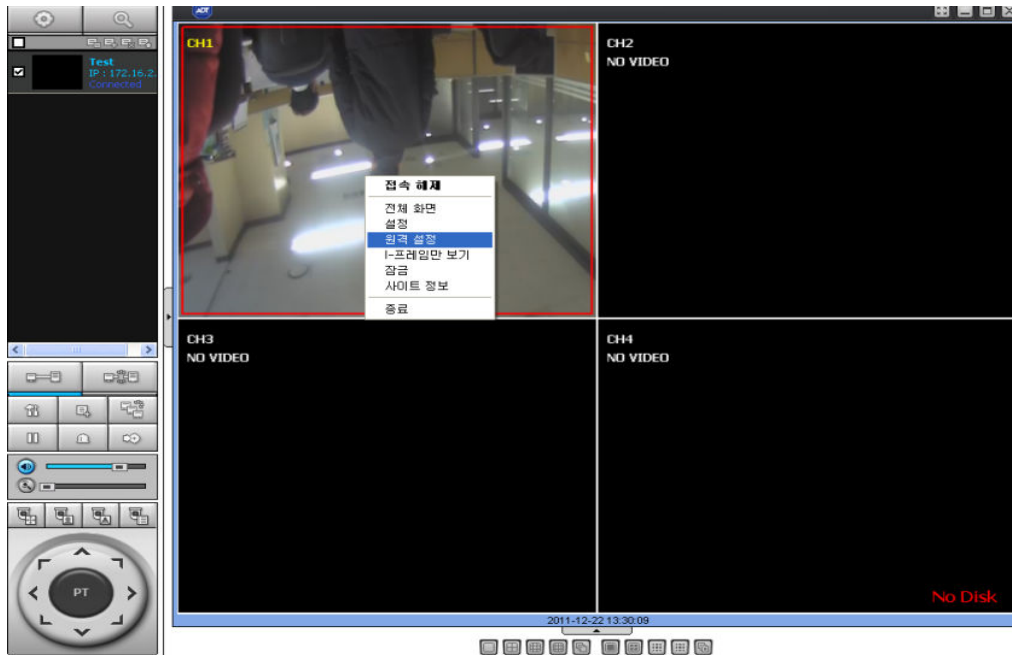 ADT
Test
IP : 172.16.2.
Connected
CH1
CH2
NO VIDEO
접속 해제
전체 화면
설정
원격 설정
I-프레임만 보기
잠금
사이트 정보
종료
CH3
NO VIDEO
CH4
NO VIDEO
PT
No Disk
2011-12-22 13:30:09